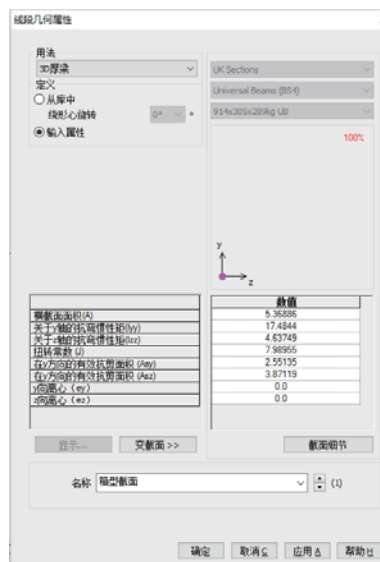 线段几何属性
用法
3D厚梁
定义
从库中
绕形心旋转 0° °
输入属性
UK Sections
Universal Beams (BS4)
914x305x289kg UB
100%
y
z
数值
横截面面积(A) 5.36886
关于y轴的抗弯惯性矩(Iyy) 17.4844
关于z轴的抗弯惯性矩(Izz) 4.63749
扭转常数 (J) 7.98955
在y方向的有效抗剪面积 (Asy) 2.55135
在z方向的有效抗剪面积 (Asz) 3.87119
y向离心 (ey) 0.0
z向离心 (ez) 0.0
显示... 变截面 >> 截面细节
名称 箱型截面 (1)
确定 取消 C 应用 A 帮助 H